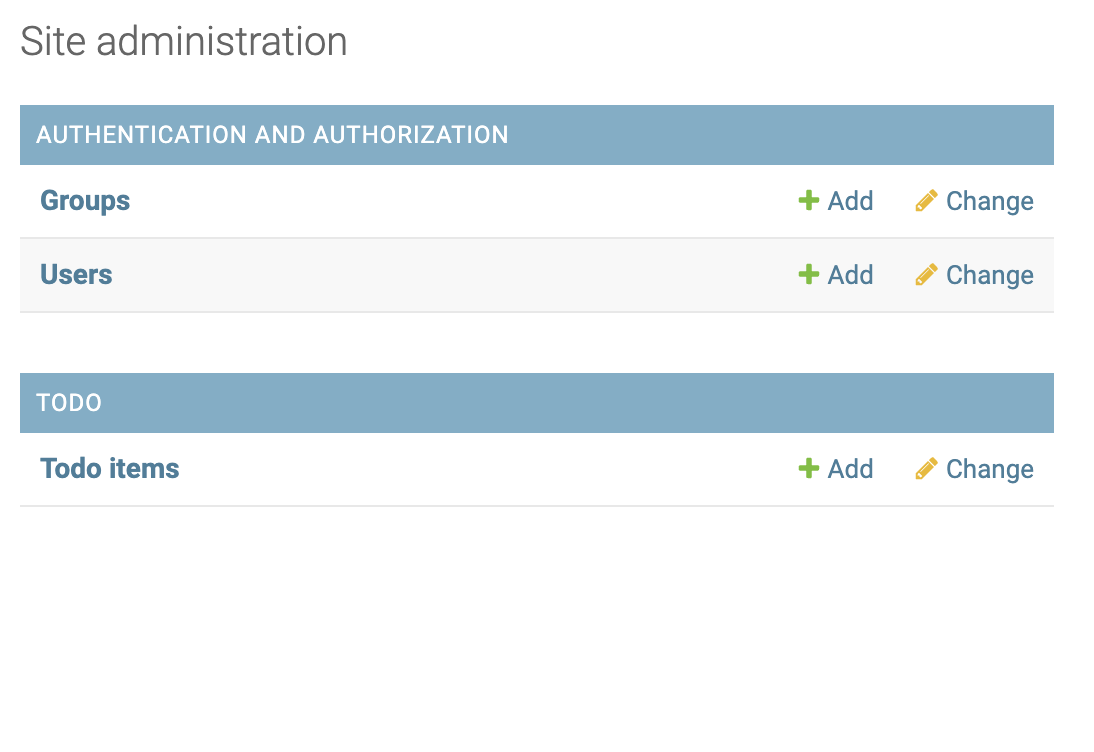 Site administration
AUTHENTICATION AND AUTHORIZATION
Groups Add Change
Users Add Change
TODO
Todo items Add Change